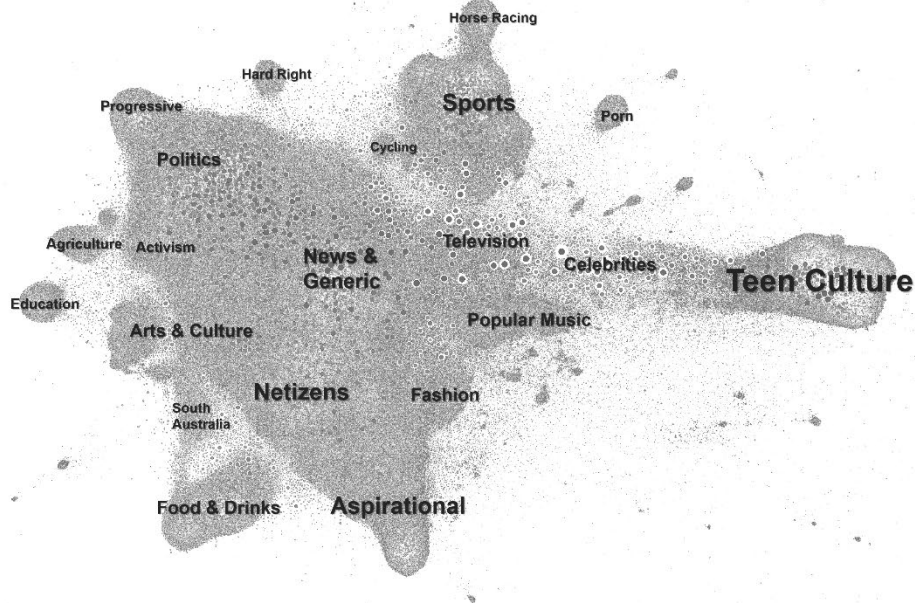 Horse Racing
Hard Right
Sports
Progressive
Porn
Cycling
Politics
Agriculture
Activism
News &
Generic
Television
Celebrities
Teen Culture
Education
Arts & Culture
Popular Music
Netizens
Fashion
South
Australia
Food & Drinks
Aspirational